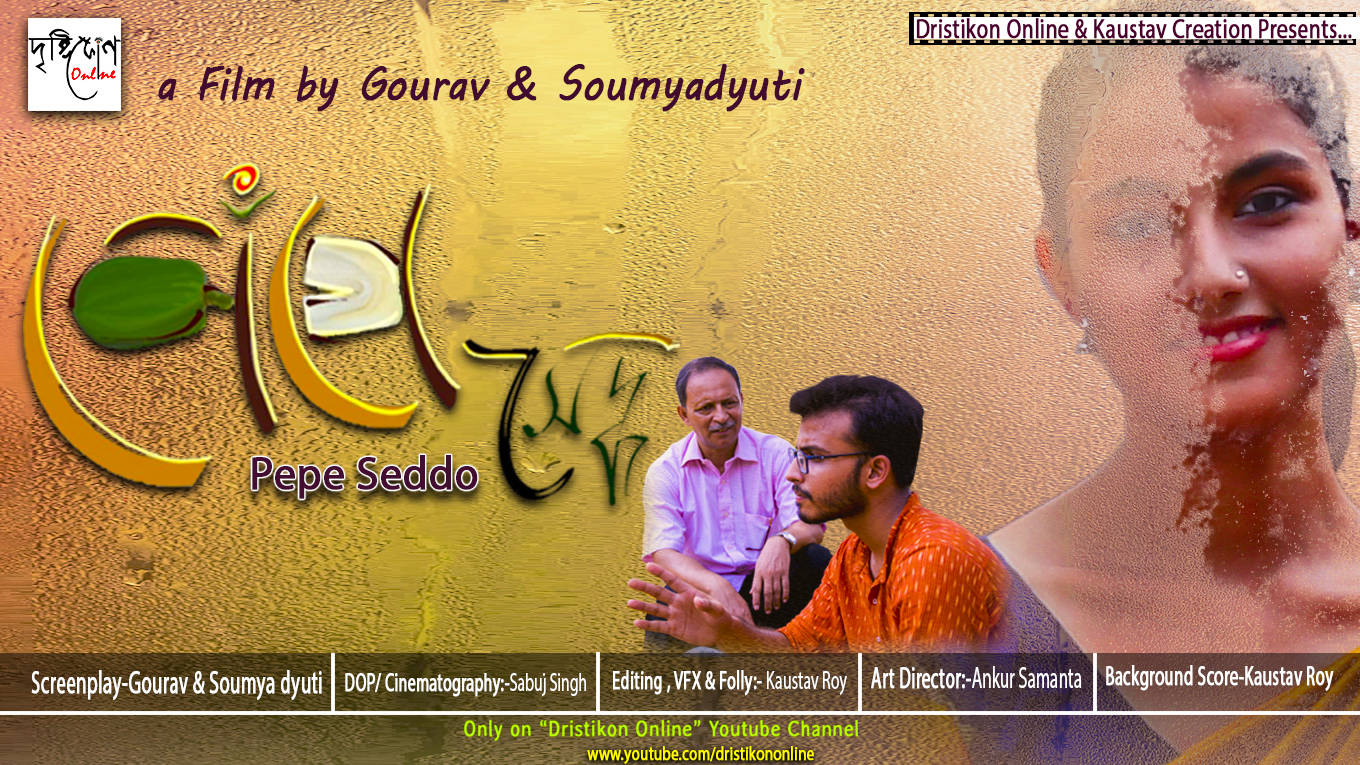 Dristikon Online & Kaustav Creation Presents...
দৃষ্টিকোণ
Online
a Film by Gourav & Soumyadyuti
পেঁপে
সেদ্ধ
Pepe Seddo
Screenplay-Gourav & Soumya dyuti
DOP/ Cinematography:-Sabuj Singh
Editing , VFX & Folly:- Kaustav Roy
Art Director:-Ankur Samanta
Background Score-Kaustav Roy
Only on “Dristikon Online” Youtube Channel
www.youtube.com/dristikononline